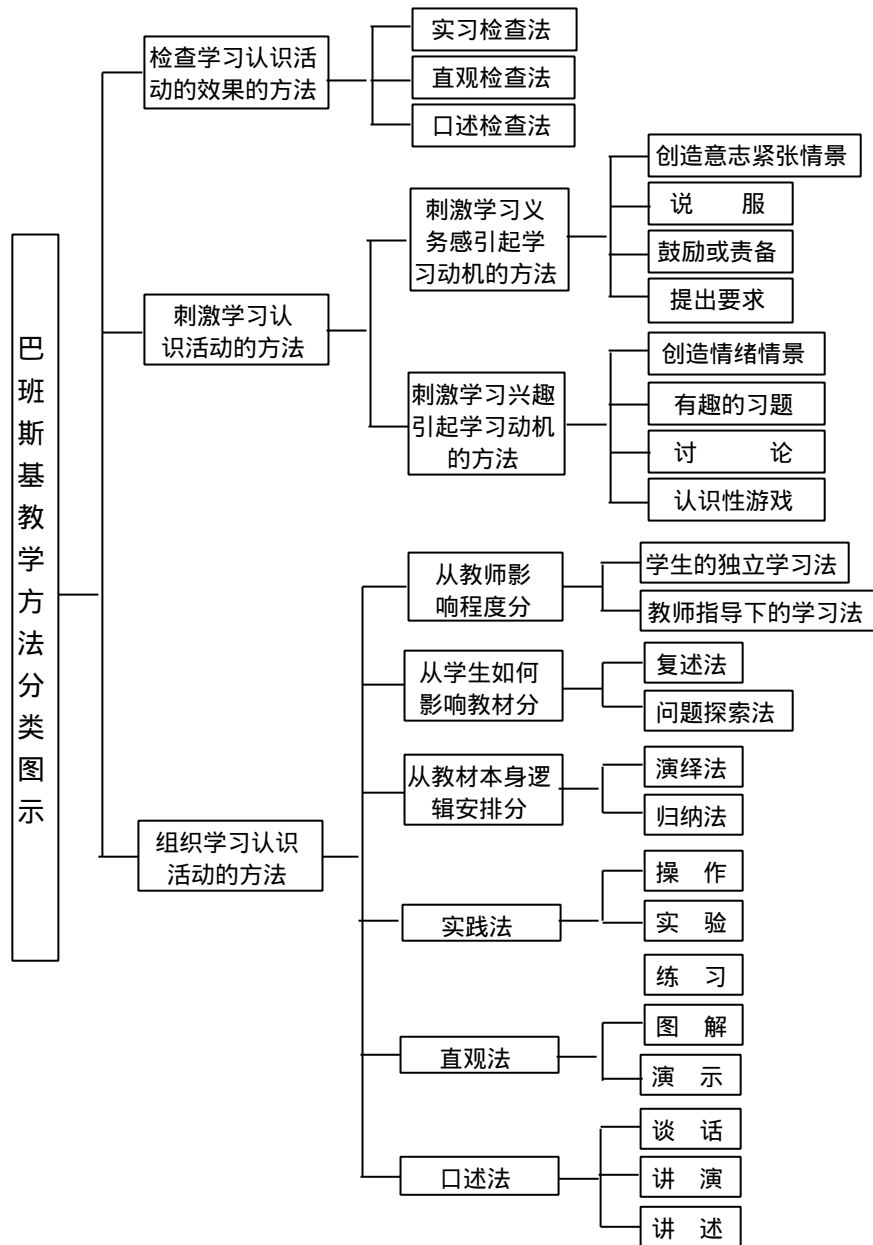 巴班斯基教学方法分类图示
检查学习认识活
动的效果的方法
实习检查法
直观检查法
口述检查法
刺激学习认
识活动的方法
刺激学习义
务感引起学
习动机的方法
创造意志紧张情景
说 服
鼓励或责备
提出要求
刺激学习兴趣
引起学习动机
的方法
创造情绪情景
有趣的习题
讨 论
认识性游戏
组织学习认识
活动的方法
从教师影
响程度分
学生的独立学习法
教师指导下的学习法
从学生如何
影响教材分
复述法
问题探索法
从教材本身逻
辑安排分
演绎法
归纳法
实践法
操 作
实 验
练 习
直观法
图 解
演 示
口述法
谈 话
讲 演
讲 述